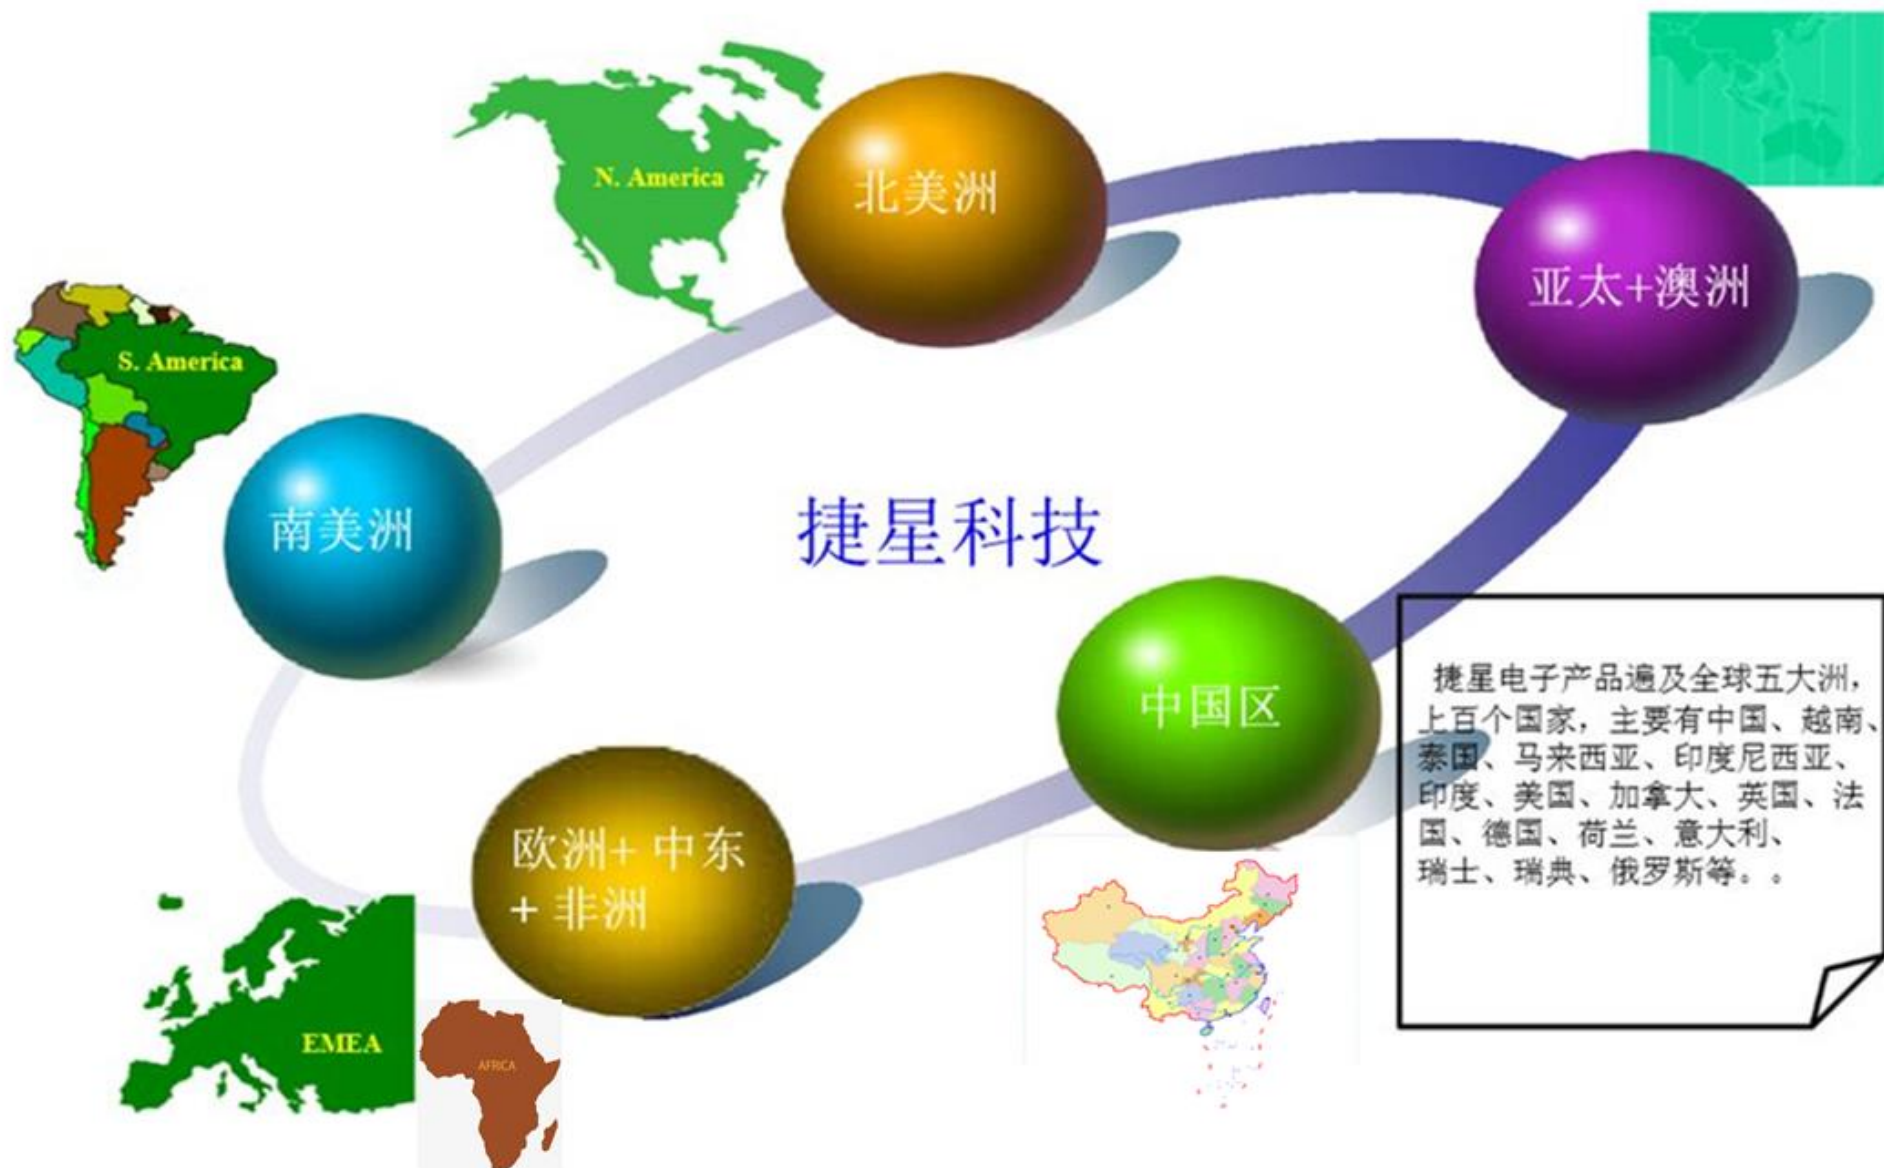 N. America
北美洲
亚太+澳洲
S. America
南美洲
捷星科技
中国区
欧洲+ 中东
+ 非洲
EMEA
AFRICA
捷星电子产品遍及全球五大洲，
上百个国家，主要有中国、越南、
泰国、马来西亚、印度尼西亚、
印度、美国、加拿大、英国、法
国、德国、荷兰、意大利、
瑞士、瑞典、俄罗斯等。。